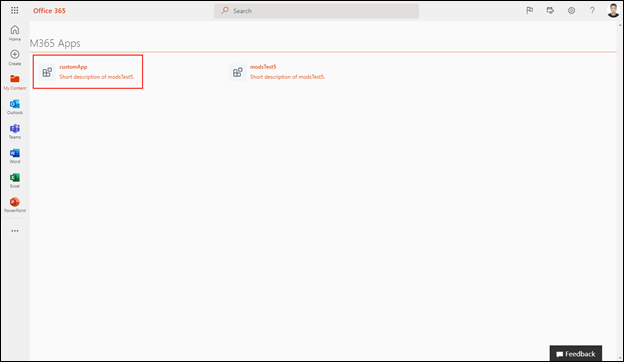 Office 365
Search
Home
Create
My Content
Outlook
Teams
Word
Excel
PowerPoint
M365 Apps
customApp
Short description of modsTest5.
modsTest5
Short description of modsTest5.
Feedback